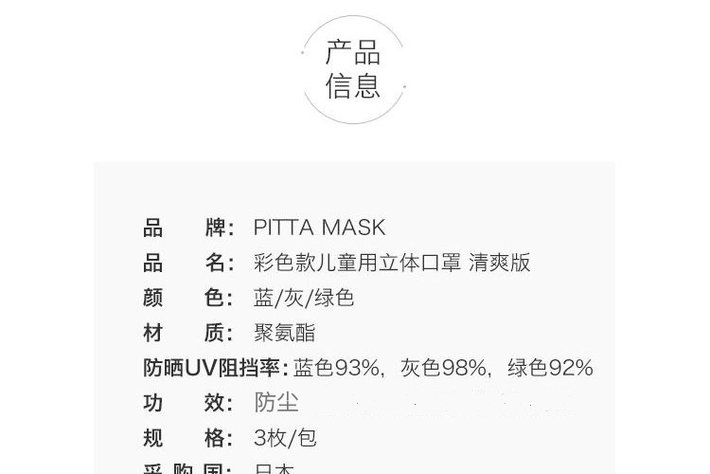 产品
信息
品 牌：PITTA MASK
品 名：彩色款儿童用立体口罩 清爽版
颜 色：蓝/灰/绿色
材 质：聚氨酯
防晒UV阻挡率：蓝色93%，灰色98%，绿色92%
功 效：防尘
规 格：3枚/包
采 购 国：日本